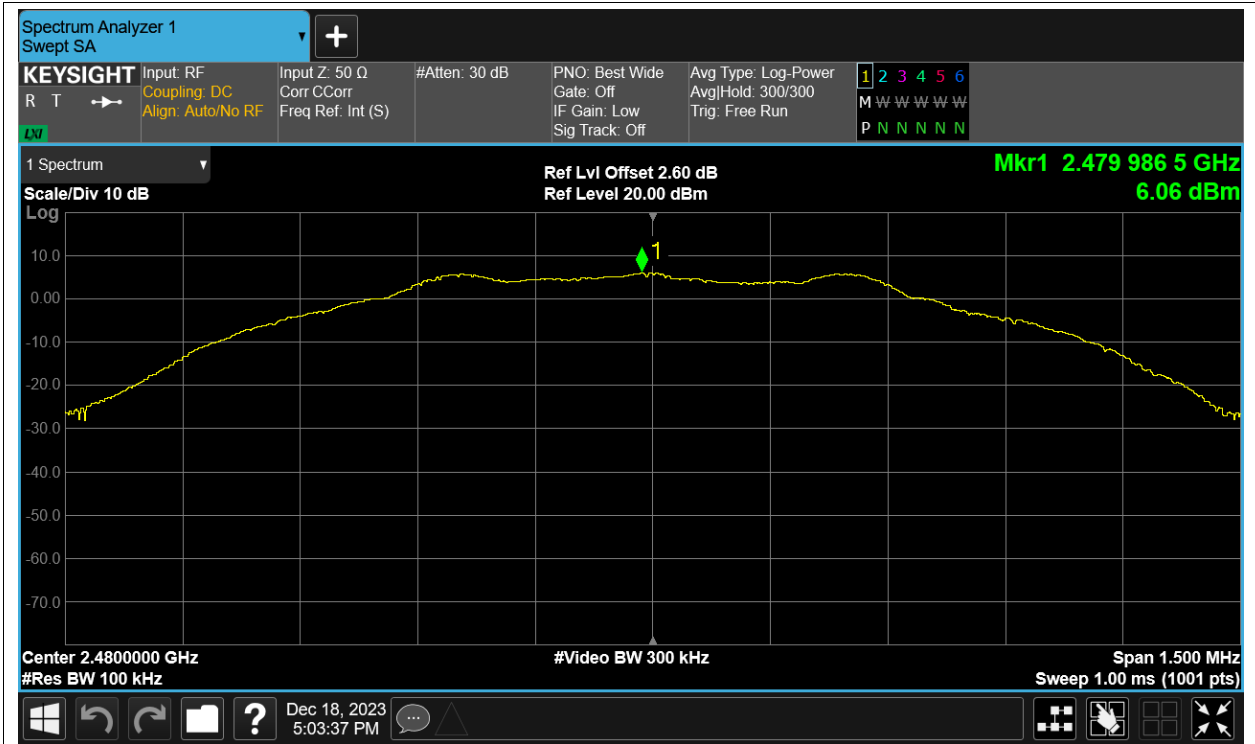 Spectrum Analyzer 1
Swept SA
KEYSIGHT
R T
LXI
Input: RF
Coupling: DC
Align: Auto/No RF
Input Z: 50 Ω
Corr CCorr
Freq Ref: Int (S)
#Atten: 30 dB
PNO: Best Wide
Gate: Off
IF Gain: Low
Sig Track: Off
Avg Type: Log-Power
Avg|Hold: 300/300
Trig: Free Run
1 2 3 4 5 6
M W W W W W W
P N N N N N N
1 Spectrum
Scale/Div 10 dB
Log
Ref Lvl Offset 2.60 dB
Ref Level 20.00 dBm
Mkr1 2.479 986 5 GHz
6.06 dBm
1
10.0
0.00
-10.0
-20.0
-30.0
-40.0
-50.0
-60.0
-70.0
Center 2.4800000 GHz
#Res BW 100 kHz
#Video BW 300 kHz
Span 1.500 MHz
Sweep 1.00 ms (1001 pts)
?
Dec 18, 2023
5:03:37 PM